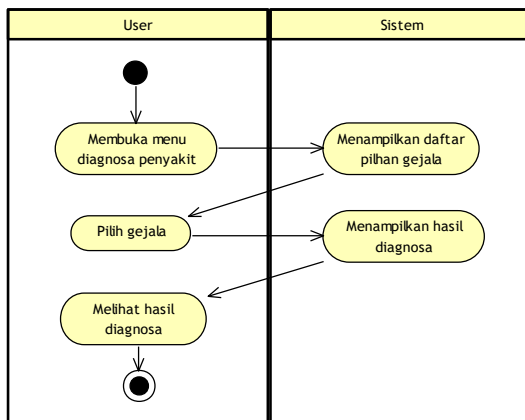 User
Sistem
Membuka menu
diagnosa penyakit
Menampilkan daftar
pilhan gejala
Pilih gejala
Menampilkan hasil
diagnosa
Melihat hasil
diagnosa